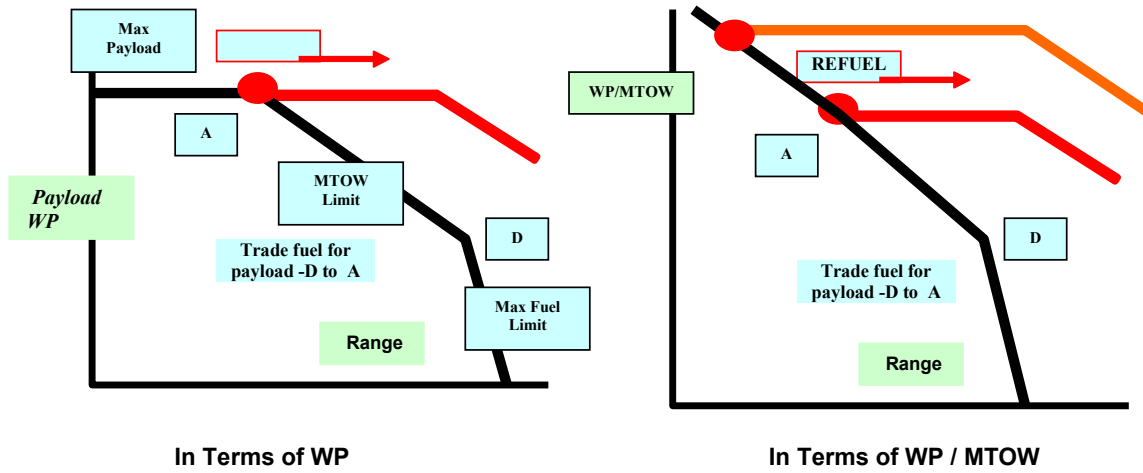 Max
Payload
A
Payload
WP
MTOW
Limit
D
Trade fuel for
payload -D to A
Max Fuel
Limit
Range
In Terms of WP
REFUEL
WP/MTOW
A
D
Trade fuel for
payload -D to A
Range
In Terms of WP / MTOW